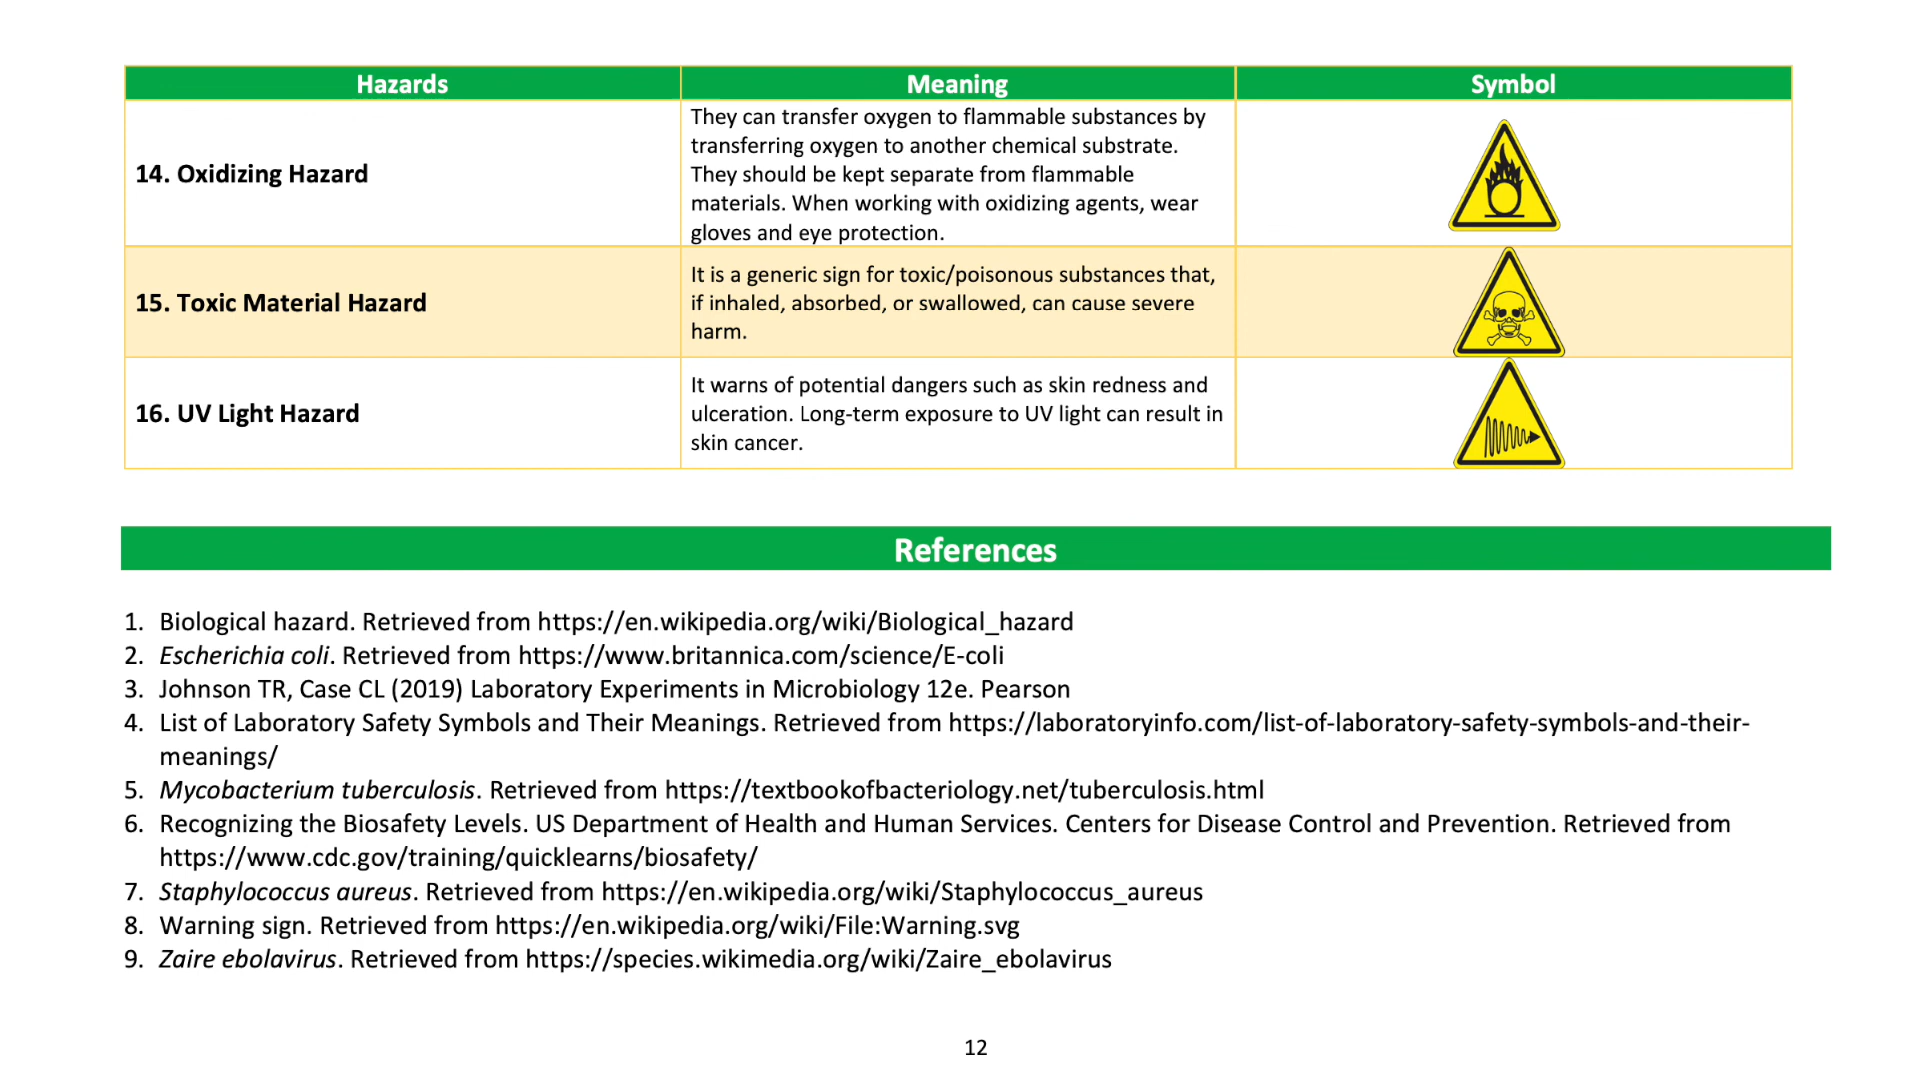 Hazards Meaning Symbol
14. Oxidizing Hazard
They can transfer oxygen to flammable substances by
transferring oxygen to another chemical substrate.
They should be kept separate from flammable
materials. When working with oxidizing agents, wear
gloves and eye protection.
15. Toxic Material Hazard
It is a generic sign for toxic/poisonous substances that,
if inhaled, absorbed, or swallowed, can cause severe
harm.
16. UV Light Hazard
It warns of potential dangers such as skin redness and
ulceration. Long-term exposure to UV light can result in
skin cancer.
References
1. Biological hazard. Retrieved from https://en.wikipedia.org/wiki/Biological_hazard
2. Escherichia coli. Retrieved from https://www.britannica.com/science/E-coli
3. Johnson TR, Case CL (2019) Laboratory Experiments in Microbiology 12e. Pearson
4. List of Laboratory Safety Symbols and Their Meanings. Retrieved from https://laboratoryinfo.com/list-of-laboratory-safety-symbols-and-their-
meanings/
5. Mycobacterium tuberculosis. Retrieved from https://textbookofbacteriology.net/tuberculosis.html
6. Recognizing the Biosafety Levels. US Department of Health and Human Services. Centers for Disease Control and Prevention. Retrieved from
https://www.cdc.gov/training/quicklearns/biosafety/
7. Staphylococcus aureus. Retrieved from https://en.wikipedia.org/wiki/Staphylococcus_aureus
8. Warning sign. Retrieved from https://en.wikipedia.org/wiki/File:Warning.svg
9. Zaire ebolavirus. Retrieved from https://species.wikimedia.org/wiki/Zaire_ebolavirus
12